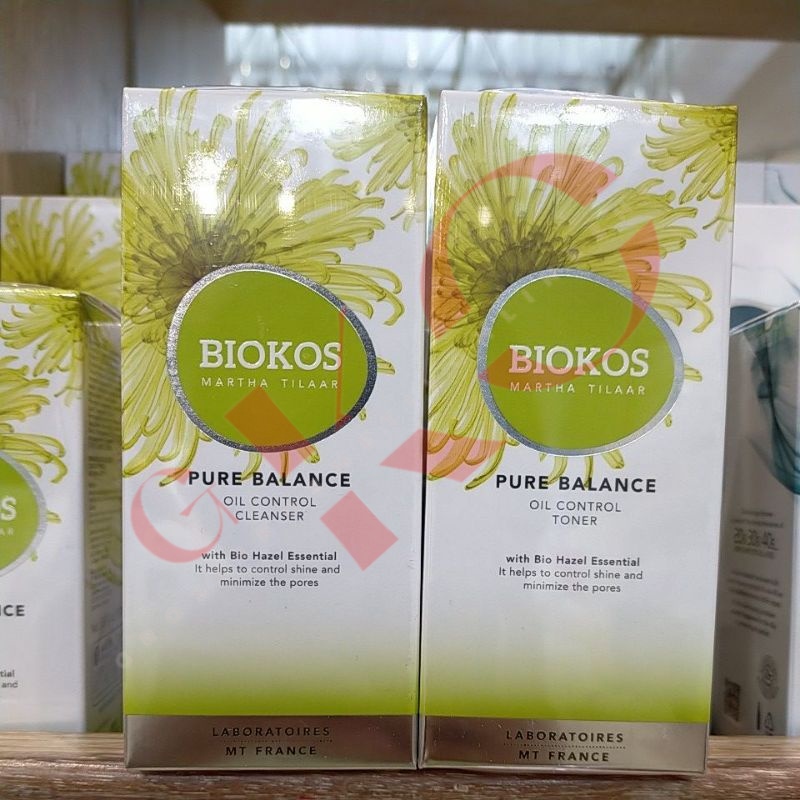 BIOKOS
MARTHA TILAAR
PURE BALANCE
OIL CONTROL
CLEANSER
with Bio Hazel Essential
It helps to control shine and
minimize the pores
LABORATOIRES
MT FRANCE
BIOKOS
MARTHA TILAAR
PURE BALANCE
OIL CONTROL
TONER
with Bio Hazel Essential
It helps to control shine and
minimize the pores
LABORATOIRES
MT FRANCE